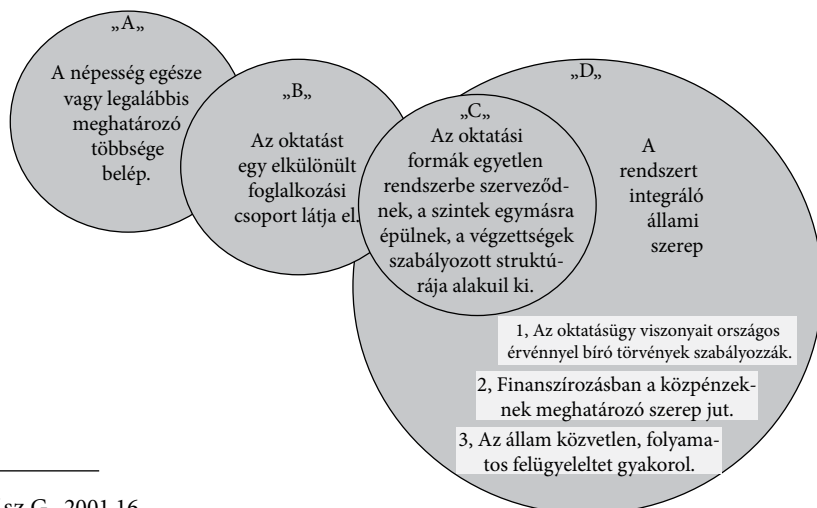 „A„
A népesség egésze
vagy legalábbis
meghatározó
többsége
belép.
„B„
Az oktatást
egy elkülönült
foglalkozási
csoport látja el.
„C„
Az oktatási
formák egyetlen
rendszerbe szerveződ-
nek, a szintek egymásra
épülnek, a végzettségek
szabályozott struktú-
rája alakuil ki.
„D„
A
rendszert
integráló
állami
szerep
1, Az oktatásügy viszonyait országos
érvénnyel bíró törvények szabályozzák.
2, Finanszírozásban a közpénzek-
nek meghatározó szerep jut.
3, Az állam közvetlen, folyama-
tos felügyeleltet gyakorol.
G., 2001.16